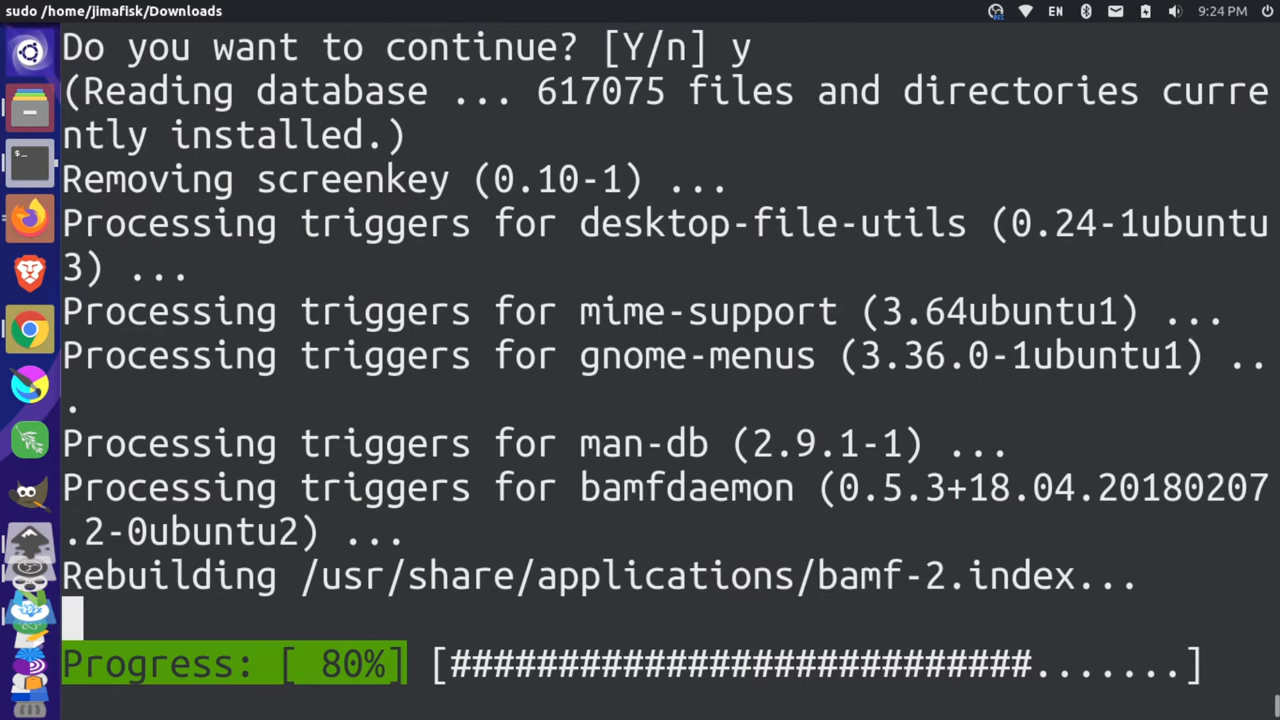 sudo /home/jimafisk/Downloads
REC
EN
9:24 PM
Do you want to continue? [Y/n] y
(Reading database ... 617075 files and directories curre
ntly installed.)
Removing screenkey (0.10-1) ...
Processing triggers for desktop-file-utils (0.24-1ubuntu
3) ...
Processing triggers for mime-support (3.64ubuntu1) ...
Processing triggers for gnome-menus (3.36.0-1ubuntu1) ..
.
Processing triggers for man-db (2.9.1-1) ...
Processing triggers for bamfdaemon (0.5.3+18.04.20180207
.2-0ubuntu2) ...
Rebuilding /usr/share/applications/bamf-2.index...
Progress: [ 80%] [###########################.......]